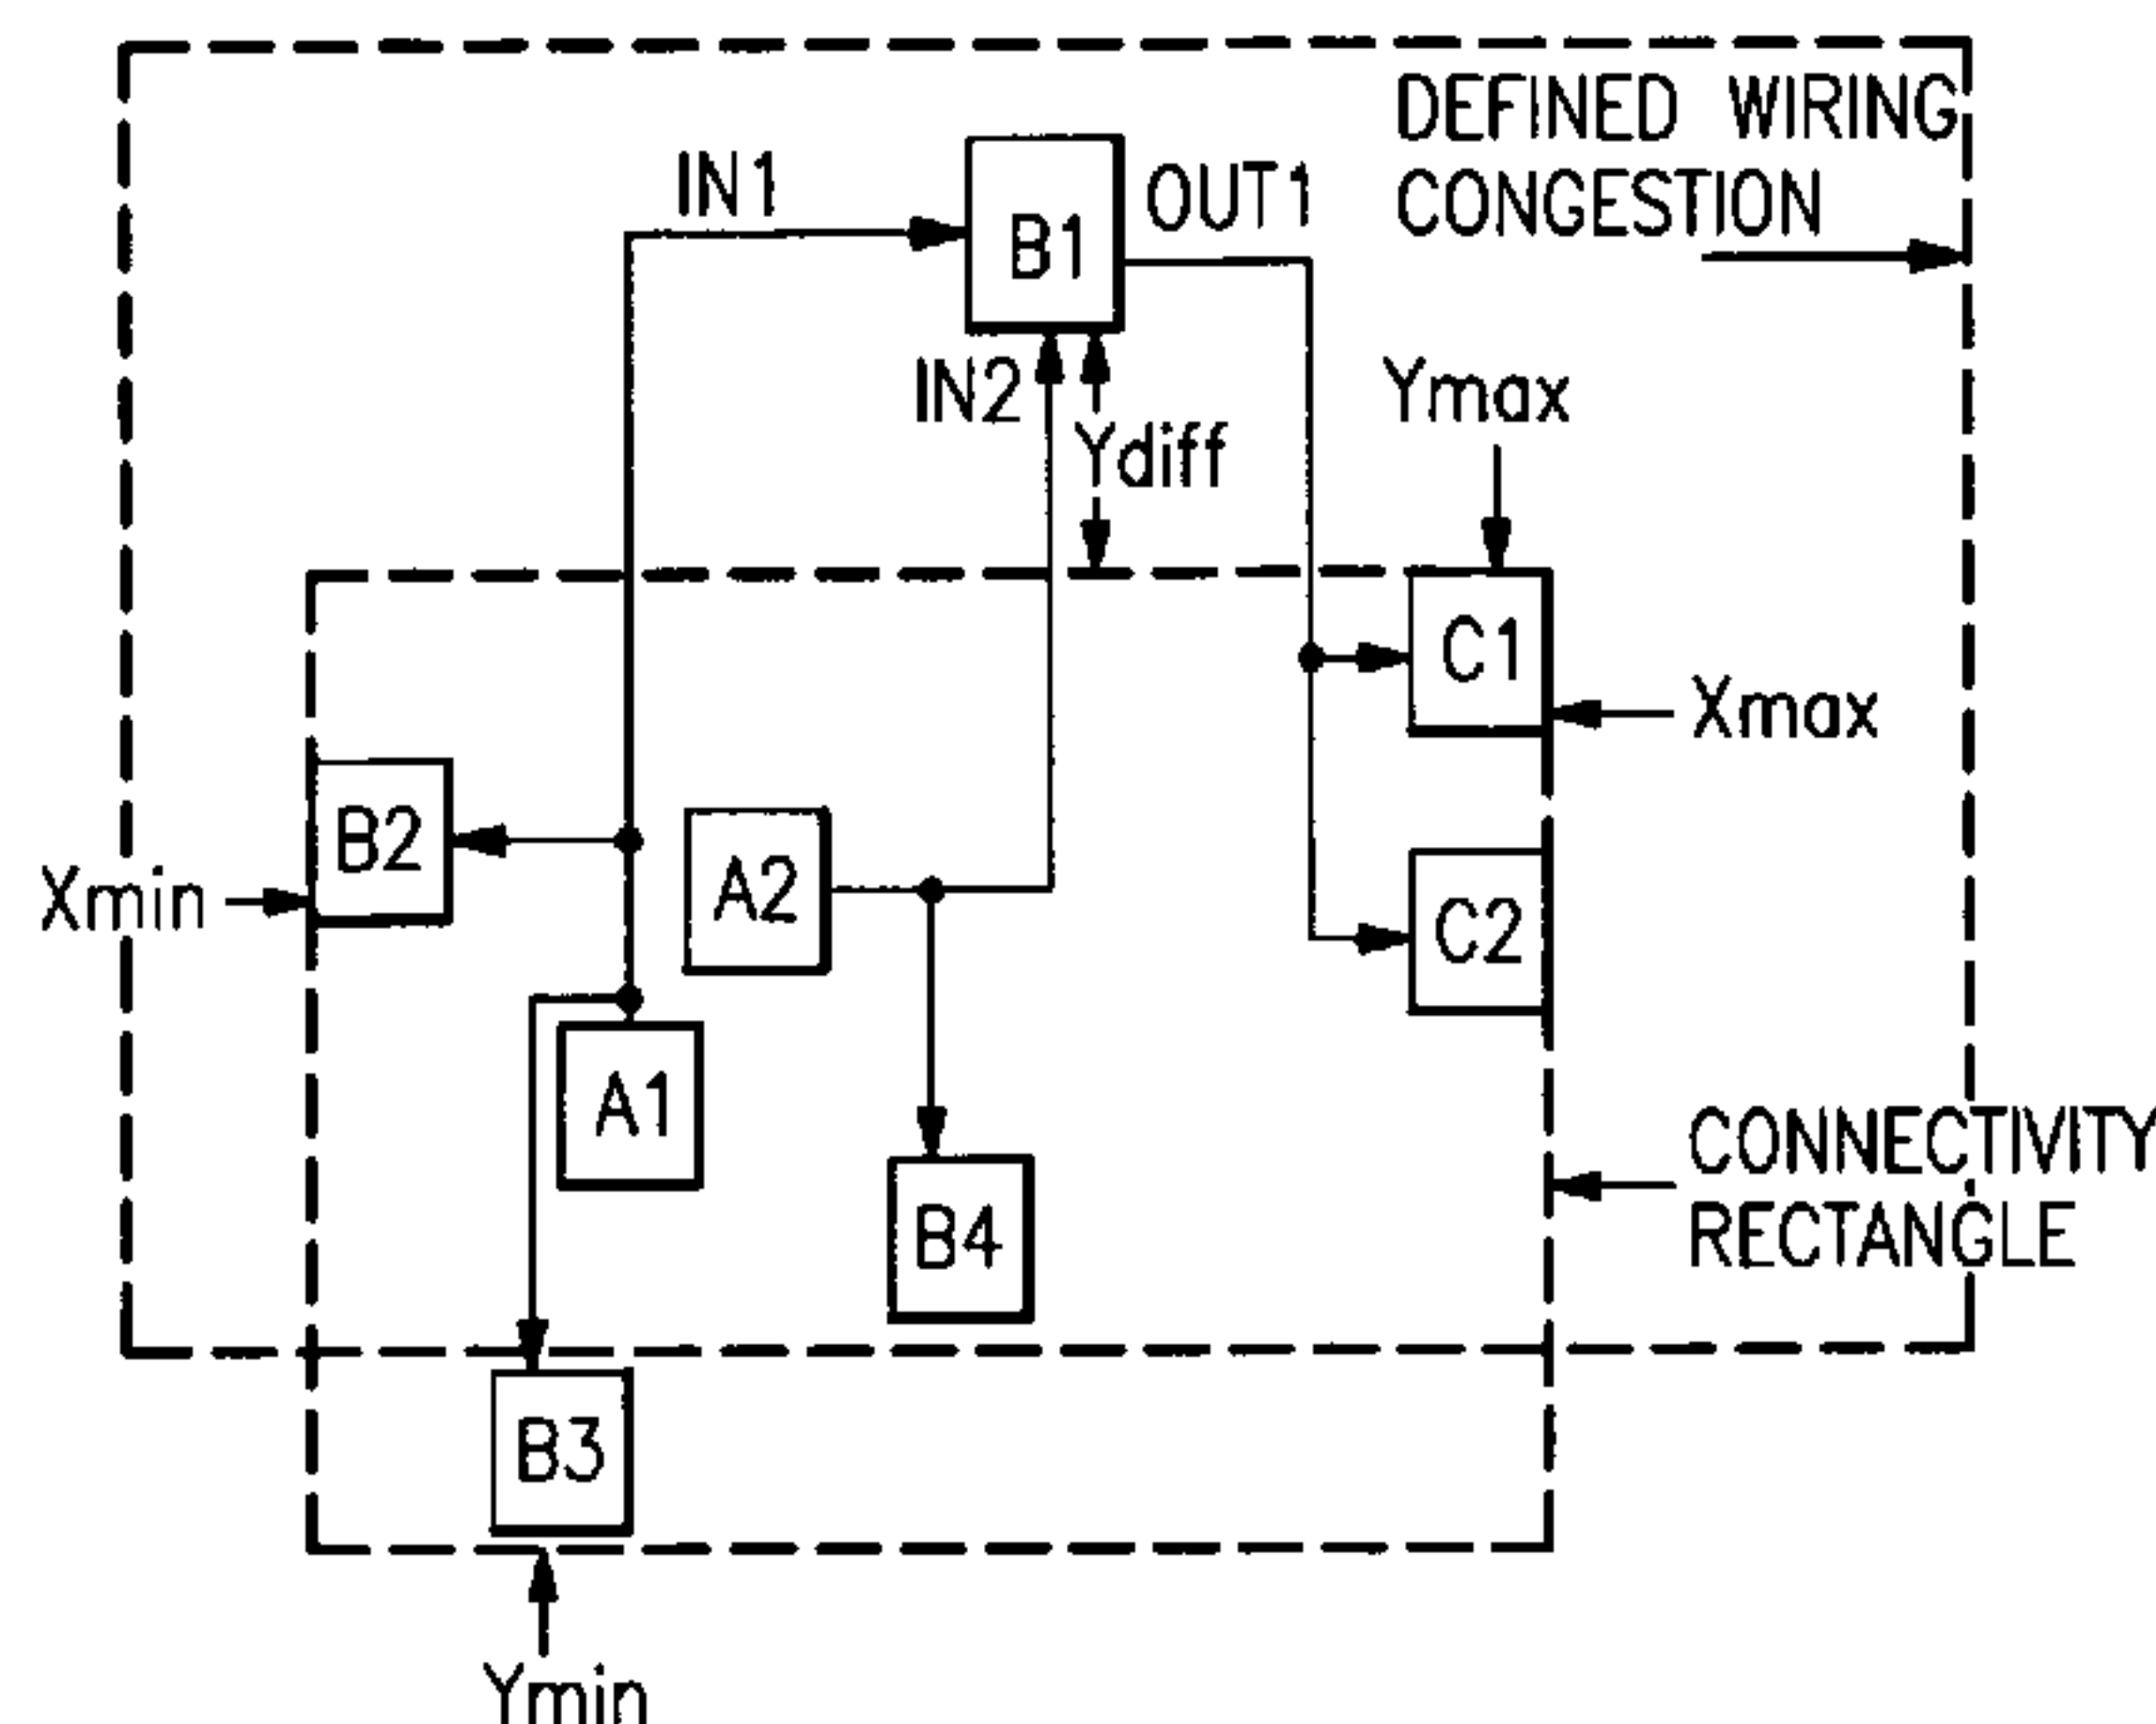 DEFINED WIRING
CONGESTION
IN1
B1
OUT1
IN2
Ydiff
Ymax
C1
Xmax
B2
A2
Xmin
C2
A1
CONNECTIVITY
RECTANGLE
B4
B3
Ymin